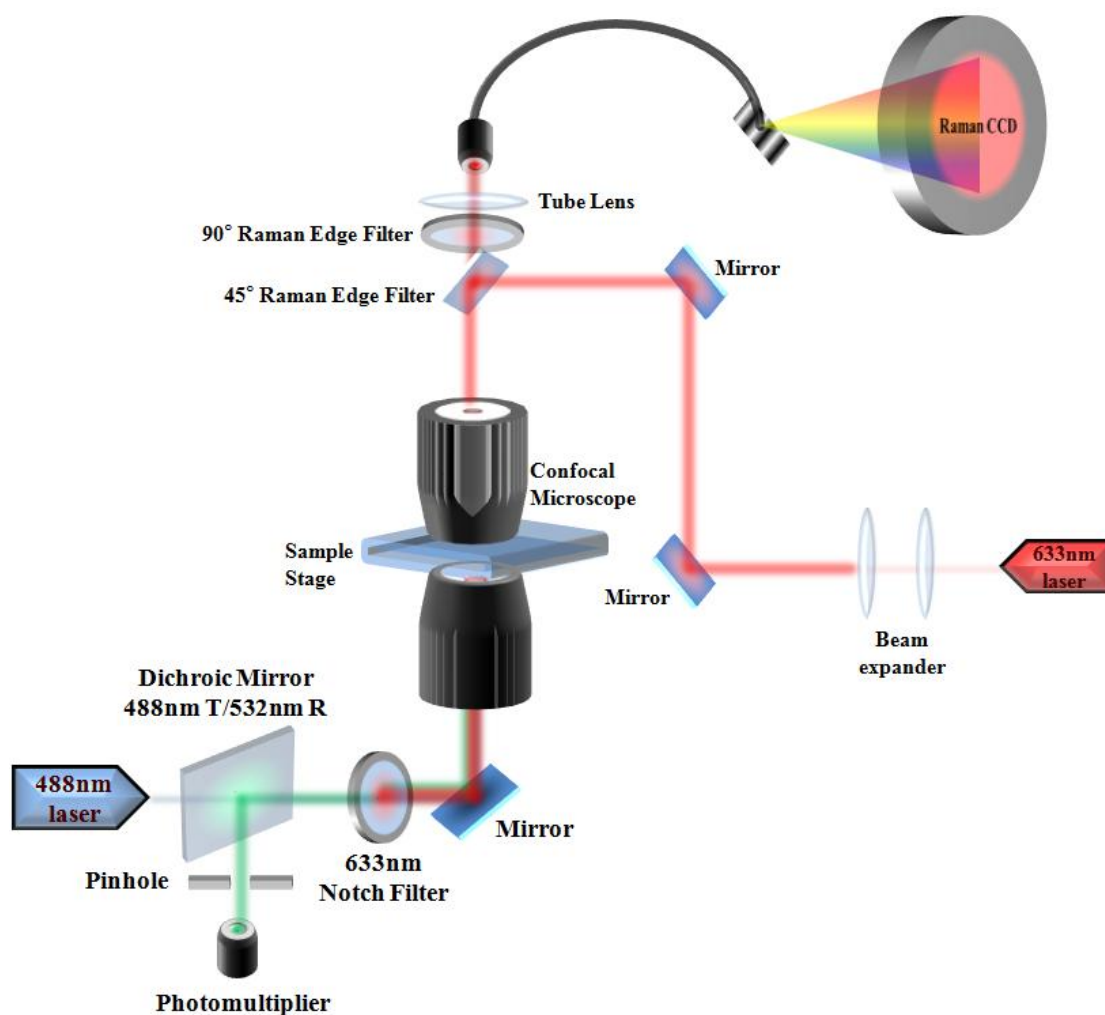 Raman CCD
Tube Lens
90° Raman Edge Filter
Mirror
45° Raman Edge Filter
Confocal
Microscope
Sample
Stage
633nm
laser
Mirror
Beam
expander
Dichroic Mirror
488nm T/532nm R
488nm
laser
Mirror
633nm
Notch Filter
Pinhole
Photomultiplier